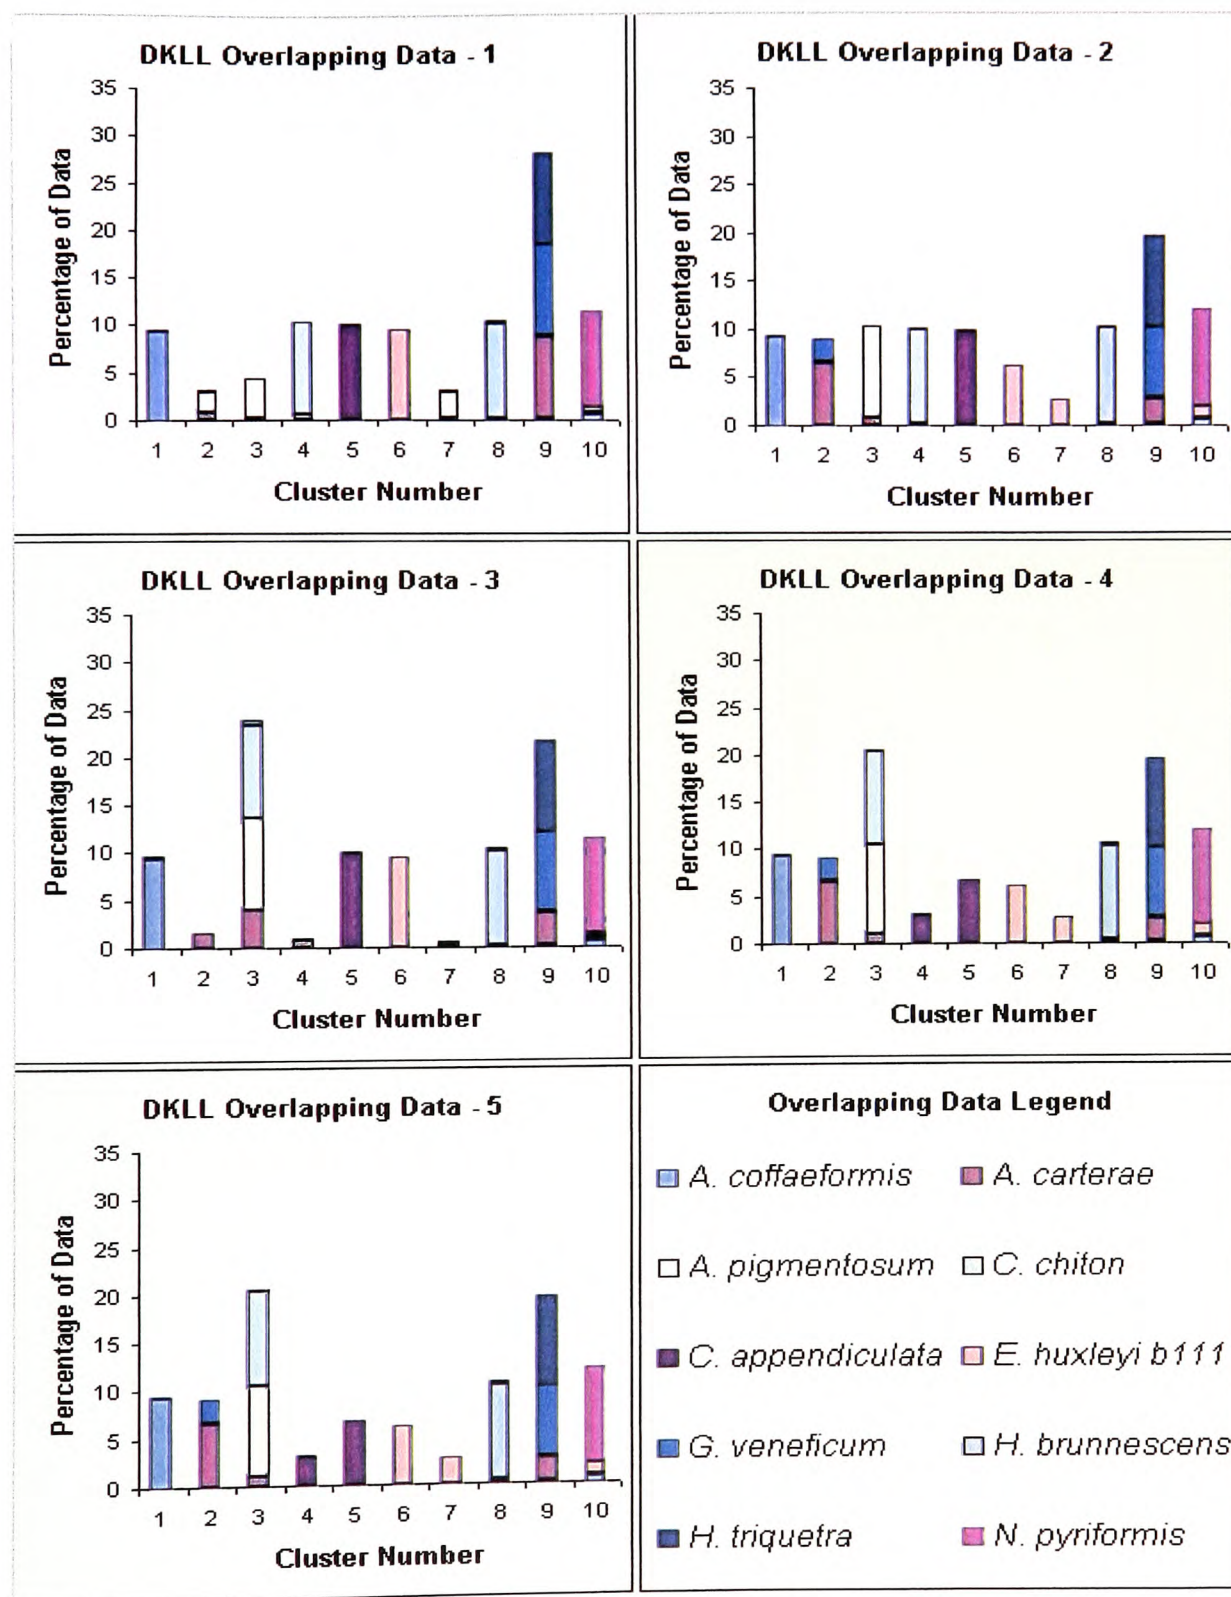 DKLL Overlapping Data - 1
Percentage of Data
35
30
25
20
15
10
5
0
1 2 3 4 5 6 7 8 9 10
Cluster Number
DKLL Overlapping Data - 2
Percentage of Data
35
30
25
20
15
10
5
0
1 2 3 4 5 6 7 8 9 10
Cluster Number
DKLL Overlapping Data - 3
Percentage of Data
35
30
25
20
15
10
5
0
1 2 3 4 5 6 7 8 9 10
Cluster Number
DKLL Overlapping Data - 4
Percentage of Data
35
30
25
20
15
10
5
0
1 2 3 4 5 6 7 8 9 10
Cluster Number
DKLL Overlapping Data - 5
Percentage of Data
35
30
25
20
15
10
5
0
1 2 3 4 5 6 7 8 9 10
Cluster Number
Overlapping Data Legend
A. coffaeformis A. carterae
A. pigmentosum C. chiton
C. appendiculata E. huxleyi b111
G. veneficum H. brunnescens
H. triquetra N. pyriformis